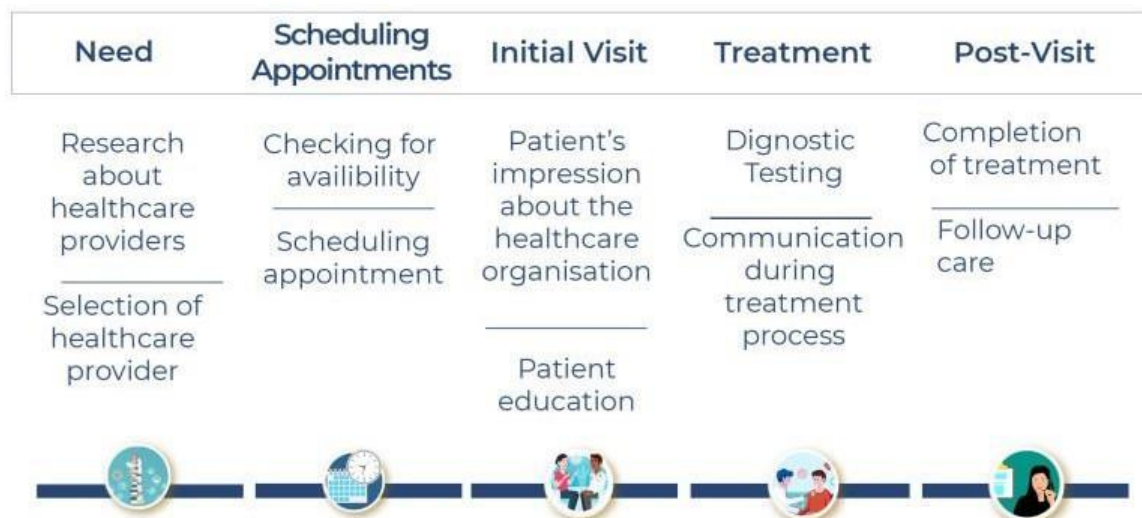 Need
Scheduling
Appointments
Initial Visit
Treatment
Post-Visit
Research
about
healthcare
providers
Selection of
healthcare
provider
Checking for
availibility
Scheduling
appointment
Patient's
impression
about the
healthcare
organisation
Patient
education
Dignostic
Testing
Communication
during
treatment
process
Completion
of treatment
Follow-up
care